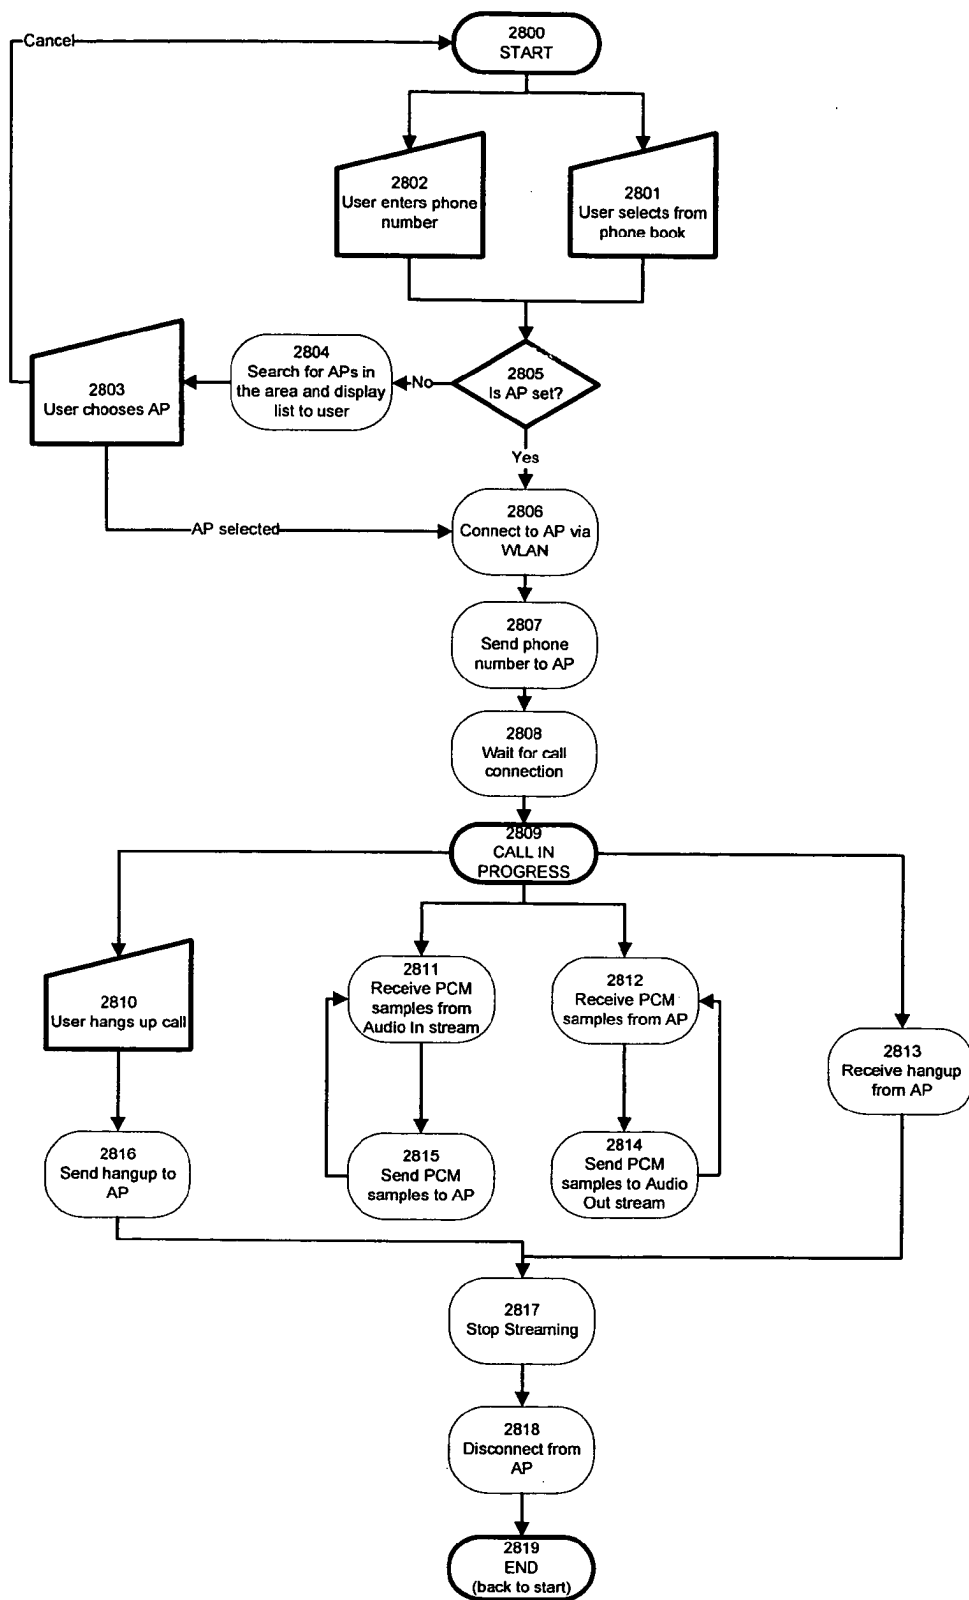 Cancel
2800
START
2802
User enters phone
number
2801
User selects from
phone book
2803
User chooses AP
2804
Search for APs in
the area and display
list to user
No
2805
Is AP set?
Yes
AP selected
2806
Connect to AP via
WLAN
2807
Send phone
number to AP
2808
Wait for call
connection
2809
CALL IN
PROGRESS
2810
User hangs up call
2811
Receive PCM
samples from
Audio In stream
2812
Receive PCM
samples from AP
2813
Receive hangup
from AP
2816
Send hangup to
AP
2815
Send PCM
samples to AP
2814
Send PCM
samples to Audio
Out stream
2817
Stop Streaming
2818
Disconnect from
AP
2819
END
(back to start)